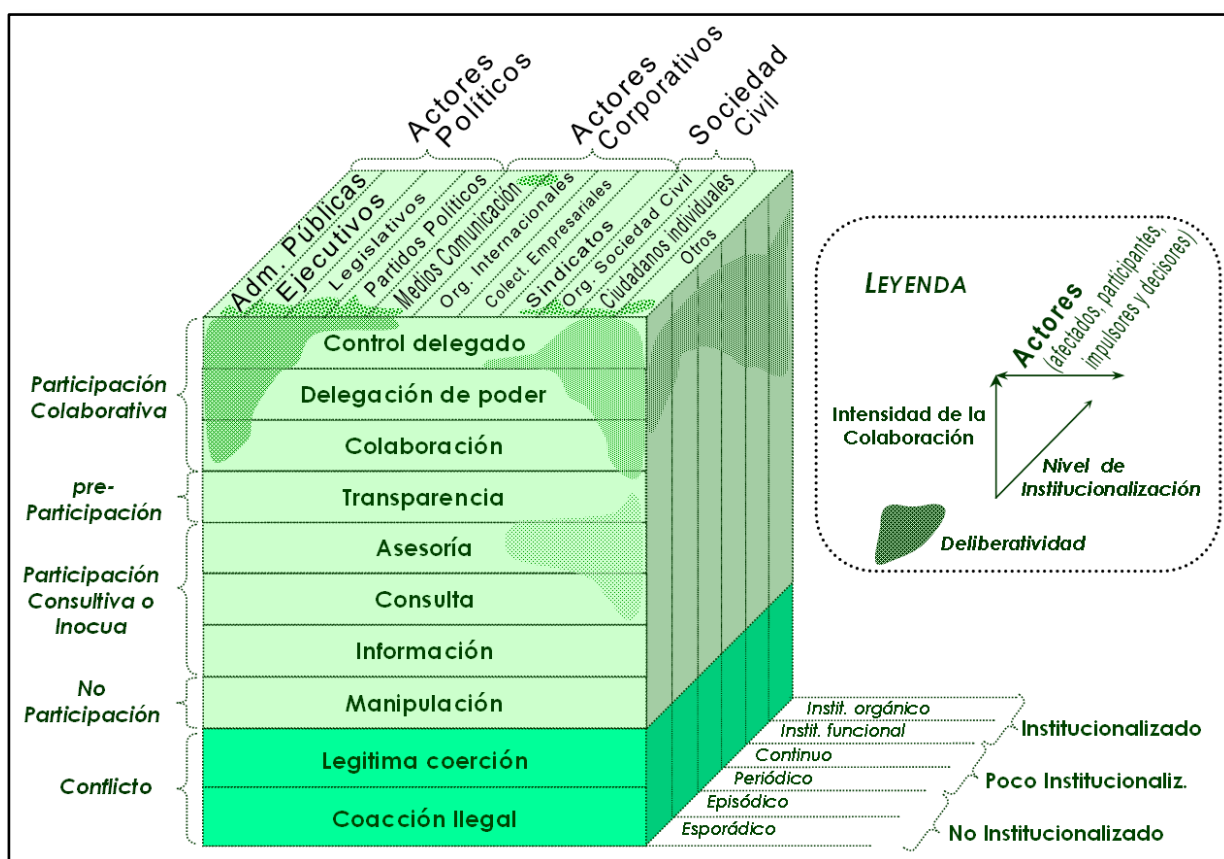 Actores
Políticos
Actores
Corporativos
Sociedad
Civil
Adm. Públicas
Ejecutivos
Legislativos
Partidos Políticos
Medios Comunicación
Org. Internacionales
Colect. Empresariales
Sindicatos
Org. Sociedad Civil
Ciudadanos individuales
Otros
Participación
Colaborativa
Control delegado
Delegación de poder
Colaboración
pre-
Participación
Transparencia
Participación
Consultiva o
Inocua
Asesoría
Consulta
Información
No
Participación
Manipulación
Conflicto
Legitima coerción
Coacción Ilegal
Instit. orgánico
Instit. funcional
Continuo
Periódico
Episódico
Esporádico
Institucionalizado
Poco Institucionaliz.
No Institucionalizado
LEYENDA
Actores
(afectados, participantes,
impulsores y decisores)
Intensidad de la
Colaboración
Nivel de
Institucionalización
Deliberatividad